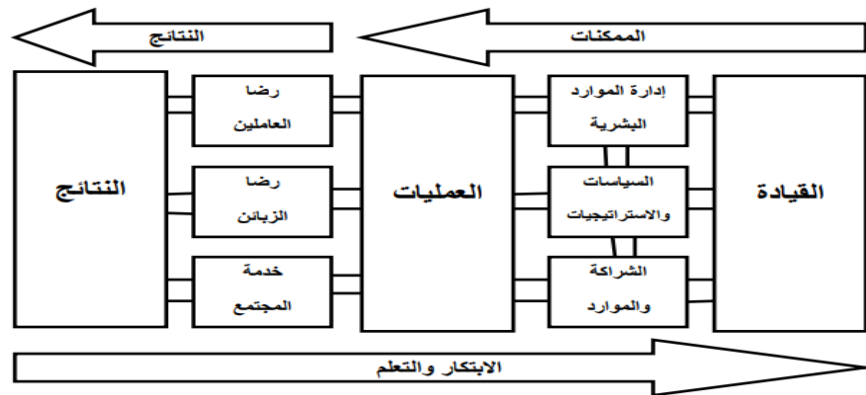 الممكنات
النتائج
القيادة
إدارة الموارد
البشرية
السياسات
والاستراتيجيات
الشراكة
والموارد
العمليات
رضا
العاملين
رضا
الزبائن
خدمة
المجتمع
النتائج
الابتكار والتعلم